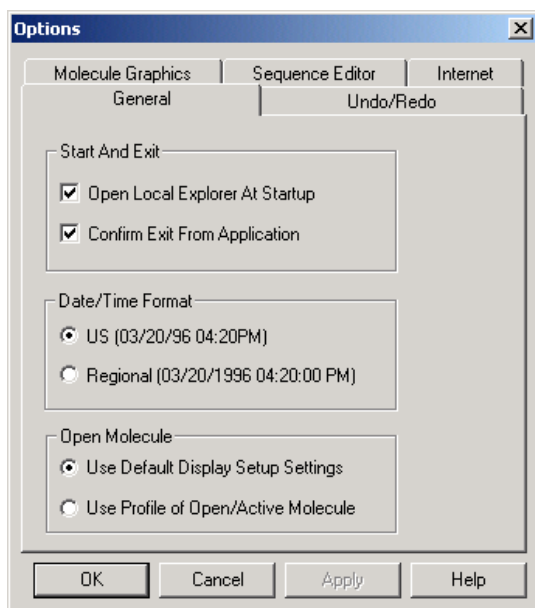 Options
Molecule Graphics Sequence Editor Internet
General Undo/Redo
Start And Exit
Open Local Explorer At Startup
Confirm Exit From Application
Date/Time Format
US (03/20/96 04:20PM)
Regional (03/20/1996 04:20:00 PM)
Open Molecule
Use Default Display Setup Settings
Use Profile of Open/Active Molecule
OK Cancel Apply Help